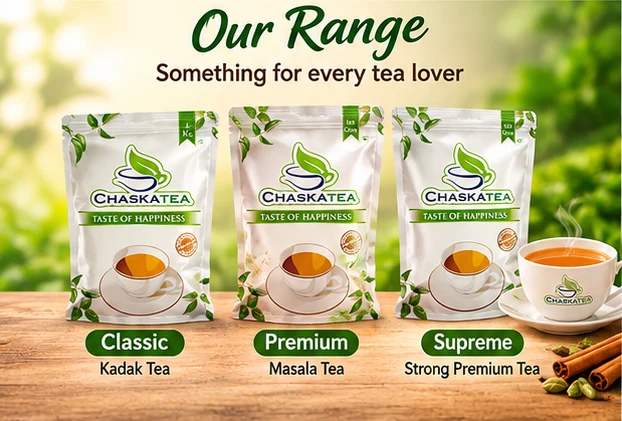 Our Range
Something for every tea lover
CHASKATEA
TASTE OF HAPPINESS
CHASKATEA
TASTE OF HAPPINESS
CHASKATEA
TASTE OF HAPPINESS
CHASKATEA
Classic
Premium
Supreme
Kadak Tea
Masala Tea
Strong Premium Tea